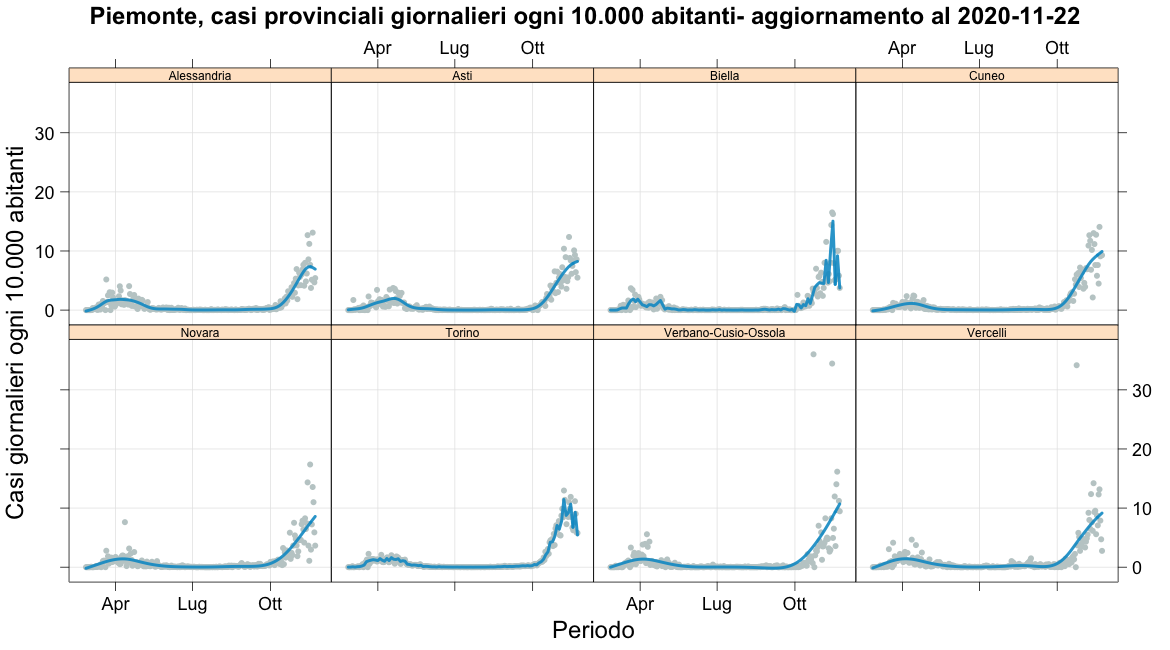 Piemonte, casi provinciali giornalieri ogni 10.000 abitanti- aggiornamento al 2020-11-22
Apr Lug Ott Apr Lug Ott
Alessandria Asti Biella Cuneo
30
20
10
0
Novara Torino Verbano-Cusio-Ossola Vercelli
30
20
10
0
Apr Lug Ott Apr Lug Ott
Periodo
Casi giornalieri ogni 10.000 abitanti